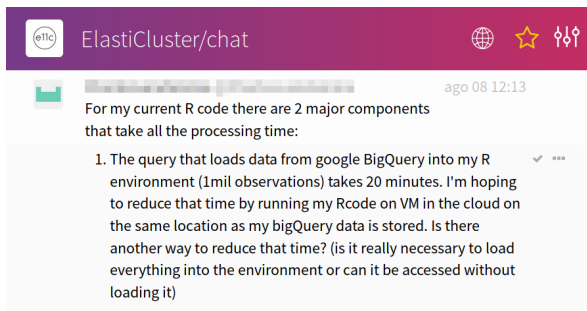 e11c
ElastiCluster/chat
ago 08 12:13
For my current R code there are 2 major components
that take all the processing time:
1. The query that loads data from google BigQuery into my R
environment (1mil observations) takes 20 minutes. I'm hoping
to reduce that time by running my Rcode on VM in the cloud on
the same location as my bigQuery data is stored. Is there
another way to reduce that time? (is it really necessary to load
everything into the environment or can it be accessed without
loading it)